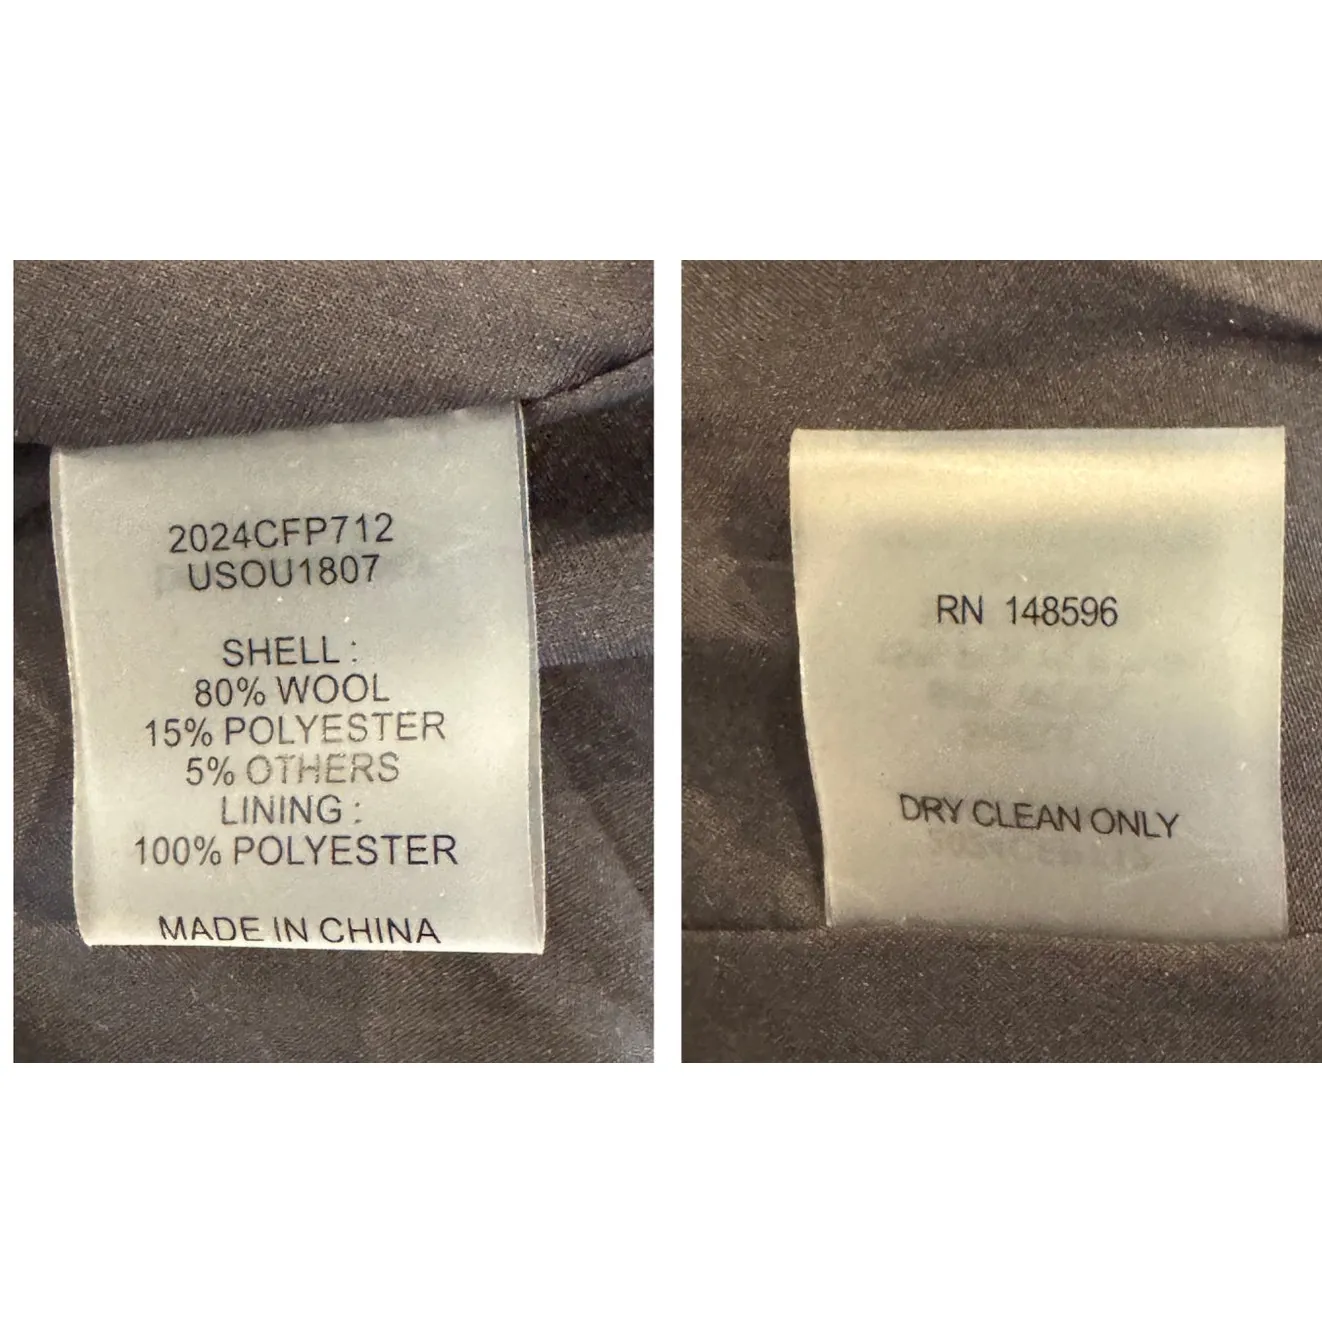 2024CFP712
USOU1807
SHELL :
80% WOOL
15% POLYESTER
5% OTHERS
LINING :
100% POLYESTER
MADE IN CHINA
RN 148596
DRY CLEAN ONLY